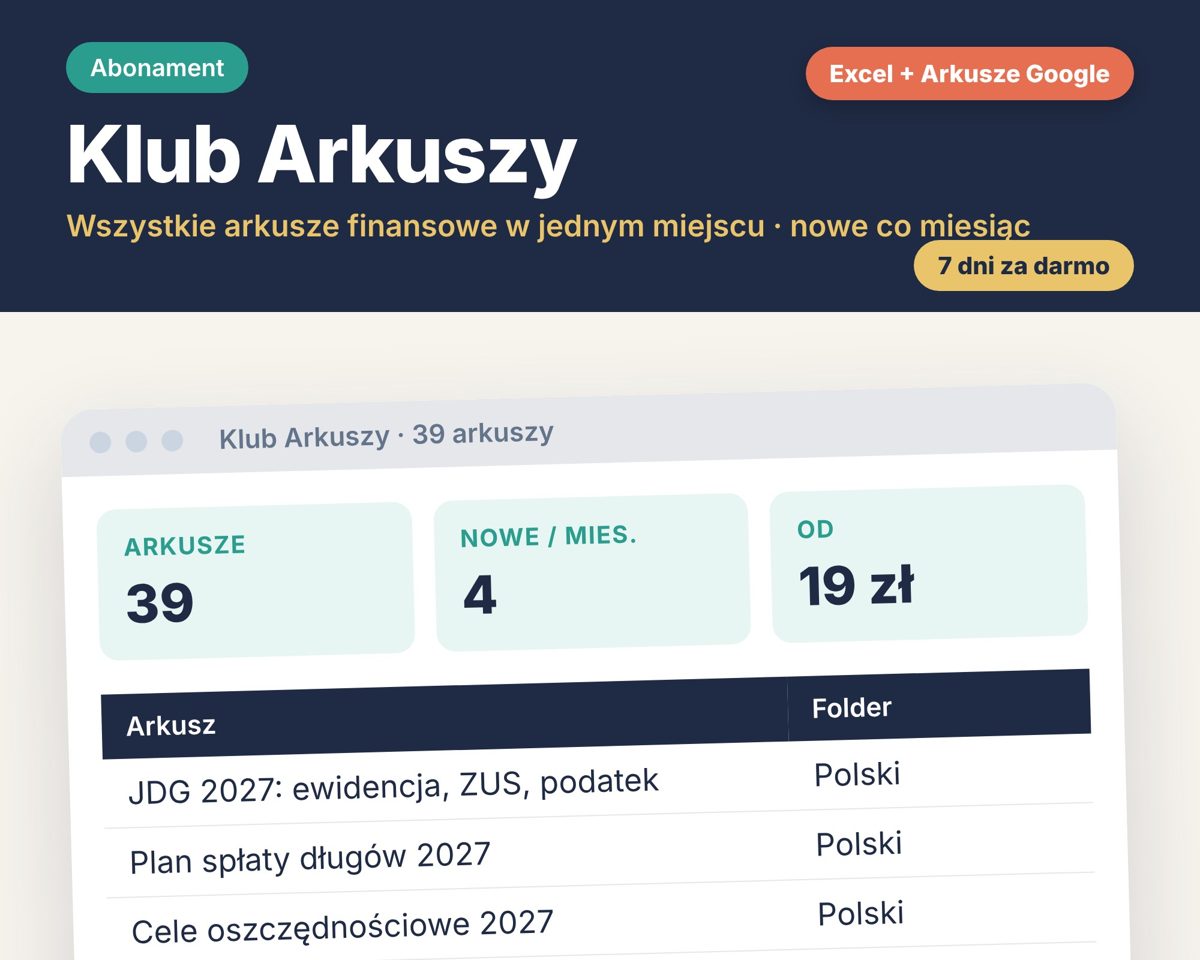 Abonament
Excel + Arkusze Google
Klub Arkuszy
Wszystkie arkusze finansowe w jednym miejscu · nowe co miesiąc
7 dni za darmo
Klub Arkuszy · 39 arkuszy
ARKUSZE
39
NOWE / MIES.
4
OD
19 zł
Arkusz Folder
JDG 2027: ewidencja, ZUS, podatek Polski
Plan spłaty długów 2027 Polski
Cele oszczędnościowe 2027 Polski